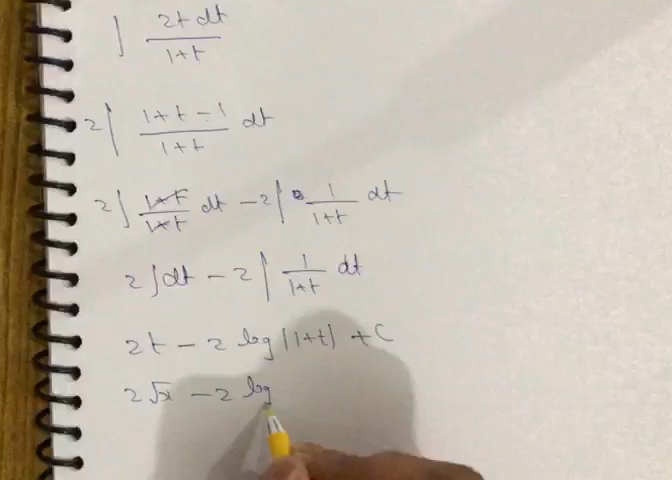 ∫ 2t dt / 1+t
2∫ 1+t-1 / 1+t dt
2∫ 1+t / 1+t dt - 2∫ 1 / 1+t dt
2∫dt - 2∫ 1 / 1+t dt
2t - 2 log |1+t| + C
2√x - 2 log